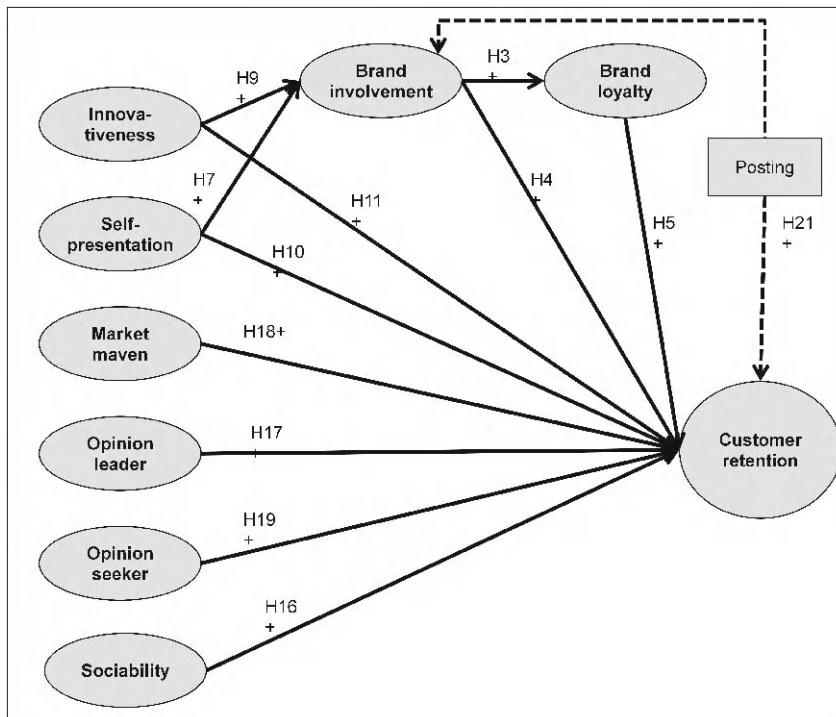 Brand
involvement
H3
+
Brand
loyalty
H9
+
Innova-
tiveness
Posting
H7
+
H11
+
H4
+
H5
+
H21
+
Self-
presentation
H10
+
Market
maven
H18+
Opinion
leader
H17
+
Customer
retention
Opinion
seeker
H19
+
H16
+
Sociability